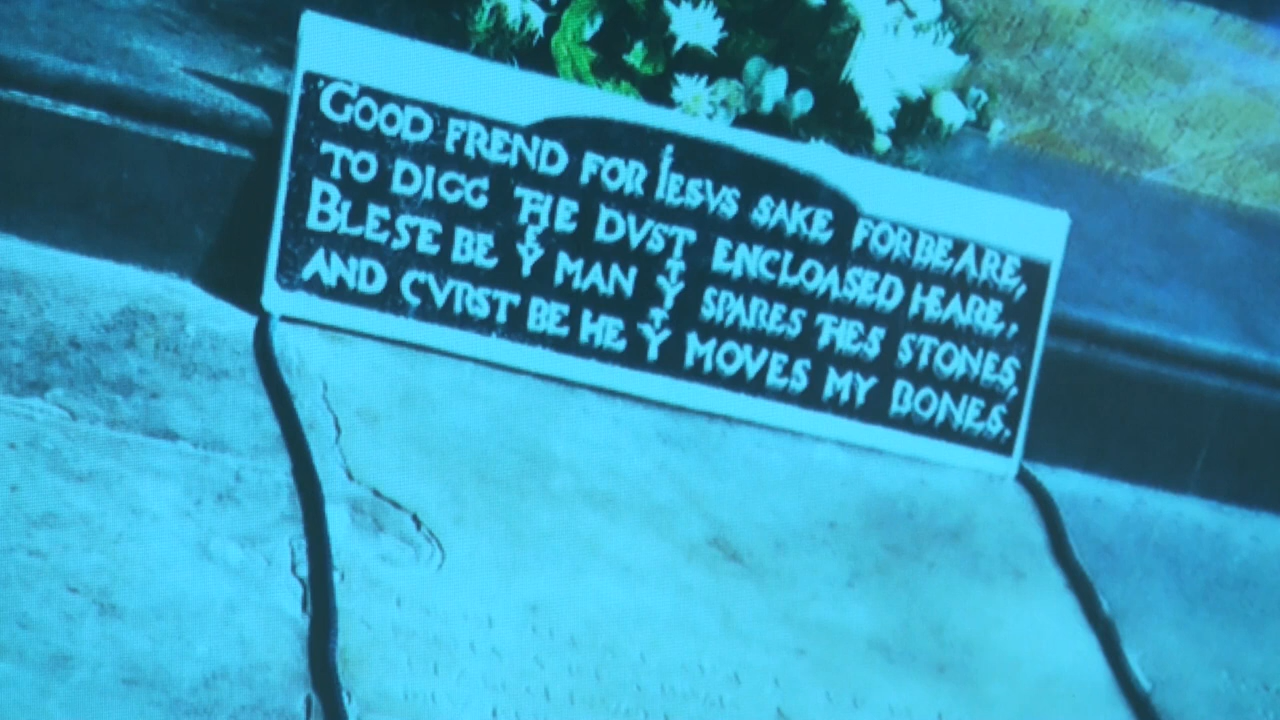 GOOD FREND FOR IESVS SAKE FORBEARE,
TO DIGG THE DVST ENCLOASED HEARE.
BLESE BE Yᵉ MAN Yᵗ SPARES THES STONES,
AND CVRST BE HE Yᵗ MOVES MY BONES.